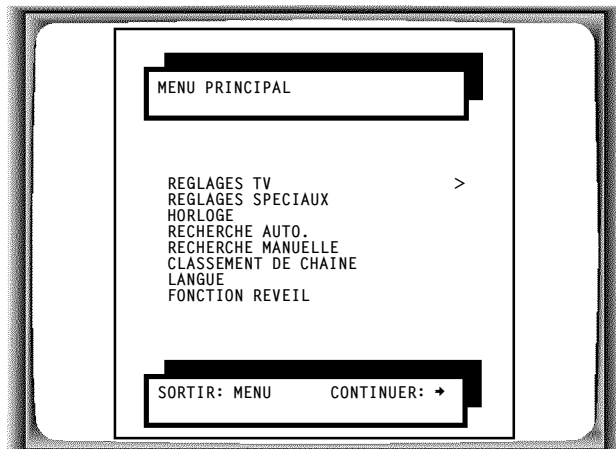 MENU PRINCIPAL
REGLAGES TV >
REGLAGES SPECIAUX
HORLOGE
RECHERCHE AUTO.
RECHERCHE MANUELLE
CLASSEMENT DE CHAINE
LANGUE
FONCTION REVEIL
SORTIR: MENU CONTINUER: ➔